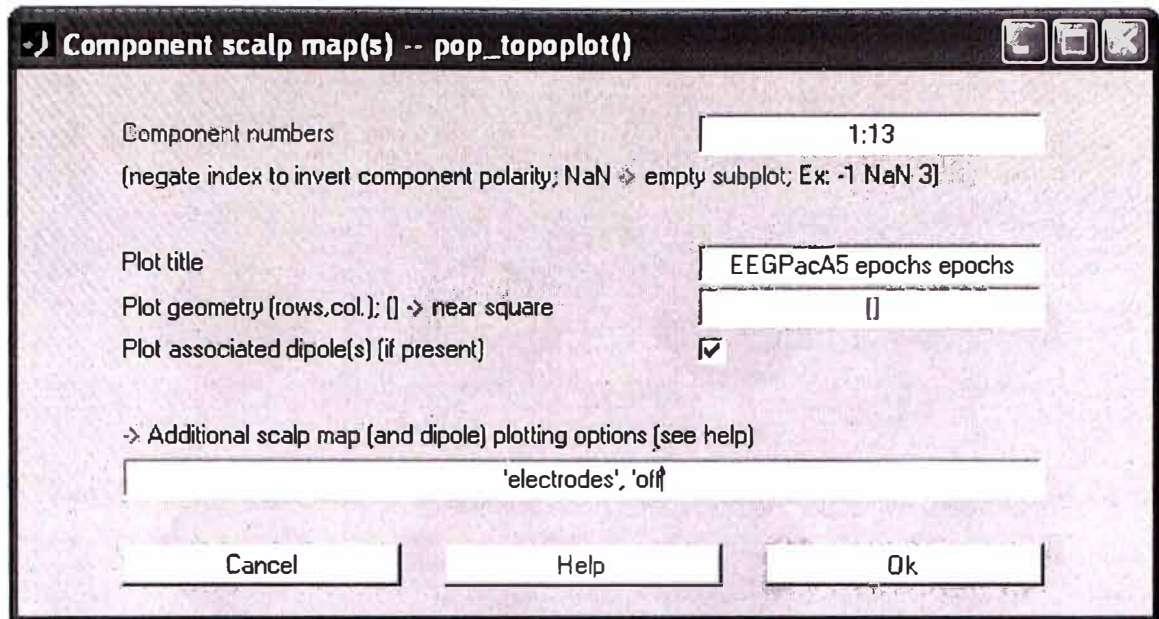 Component scalp map(s) -- pop_topoplot()
Component numbers 1:13
(negate index to invert component polarity; NaN -> empty subplot; Ex: -1 NaN 3)
Plot title EEGPacA5 epochs epochs
Plot geometry (rows,col.); [] -> near square []
Plot associated dipole(s) (if present)
-> Additional scalp map (and dipole) plotting options (see help)
'electrodes', 'off'
Cancel Help Ok